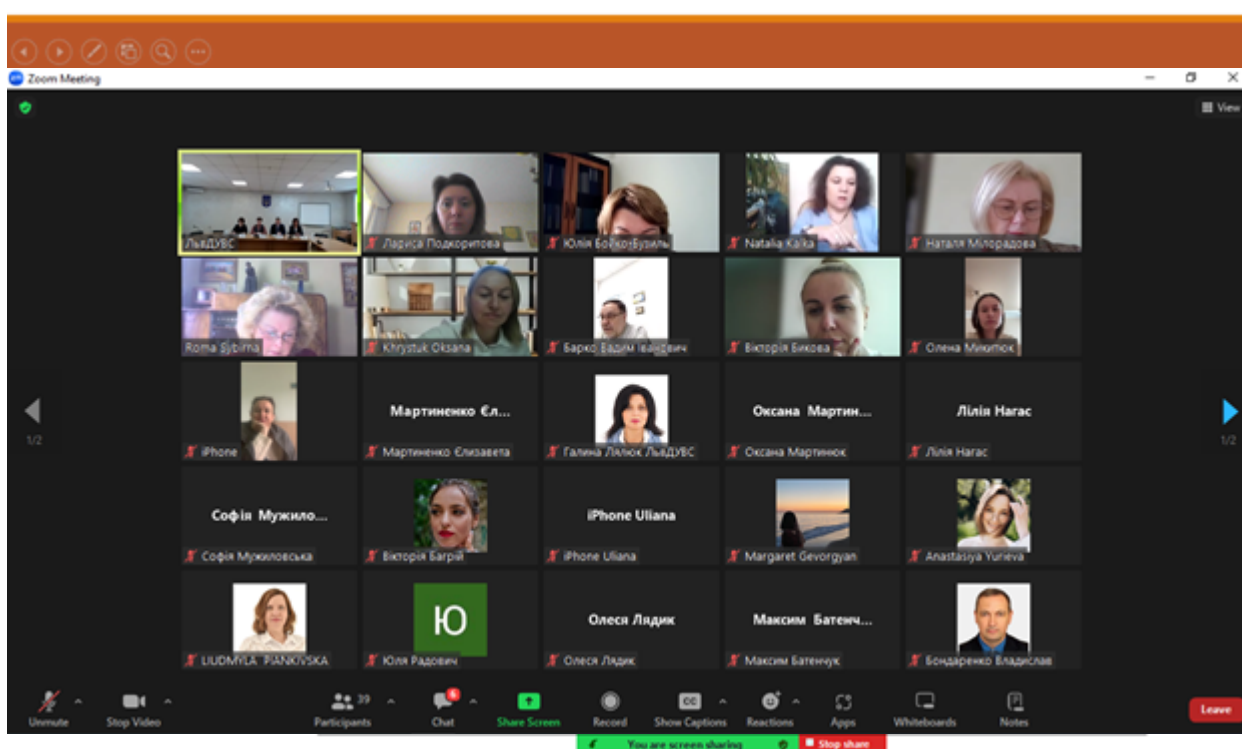 Zoom Meeting
View
ЛьвДУВС
Лариса Подкоритова
Юлія Бойко-Бузиль
Natalia Kalka
Наталя Мілорадова
Roma Sybirna
Khrystuk Oksana
Барко Вадим Іванович
Вікторія Бикова
Олена Микитюк
1/2
iPhone
Мартиненко Єл...
Мартиненко Єлизавета
Галина Лялюк ЛьвДУВС
Оксана Мартин...
Оксана Мартинюк
Лілія Нагас
Лілія Нагас
1/2
Софія Мужило...
Софія Мужиловська
Вікторія Багрій
iPhone Uliana
iPhone Uliana
Margaret Gevorgyan
Anastasiya Yurieva
LIUDMYLA PIANKIVSKA
Ю
Юля Радович
Олеся Лядик
Олеся Лядик
Максим Батенч...
Максим Батенчук
Бондаренко Владислав
Unmute
Stop Video
39
Participants
6
Chat
Share Screen
Record
CC
Show Captions
Reactions
Apps
Whiteboards
Notes
Leave
You are screen sharing
Stop share